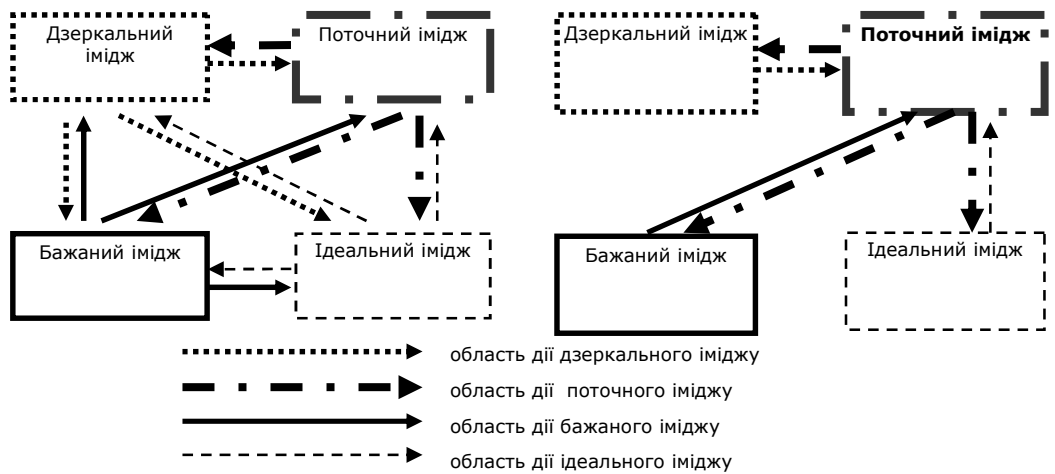 Дзеркальний
імідж
Поточний імідж
Бажаний імідж
Ідеальний імідж
Дзеркальний імідж
Поточний імідж
Бажаний імідж
Ідеальний імідж
область дії дзеркального іміджу
область дії поточного іміджу
область дії бажаного іміджу
область дії ідеального іміджу